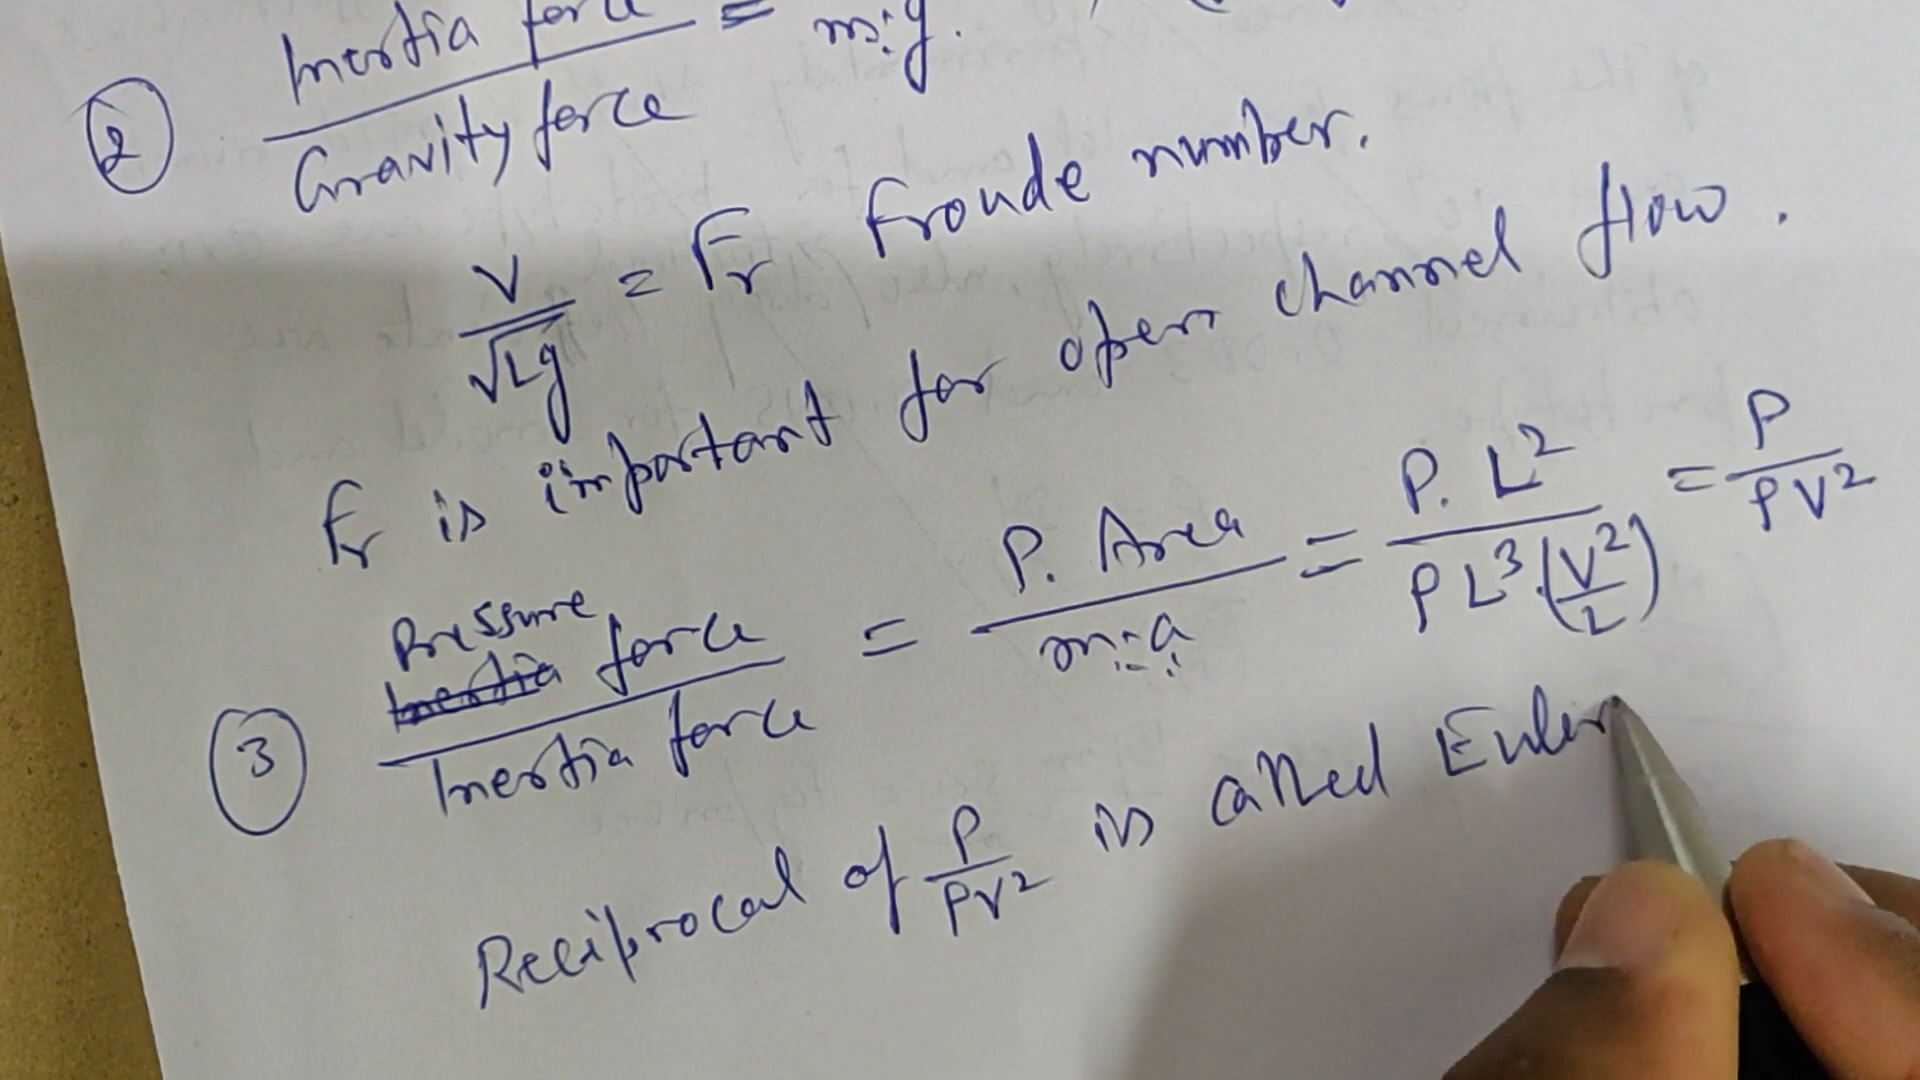 ② Inertia force / Gravity force = m.g.
V / √Lg = Fr Froude number.
Fr is important for open channel flow.
Pressure
③ force / Inertia force = P. Area / m.a = P. L² / ρL³.(V²/L) = P / ρV²
Reciprocal of P / ρV² is called Euler